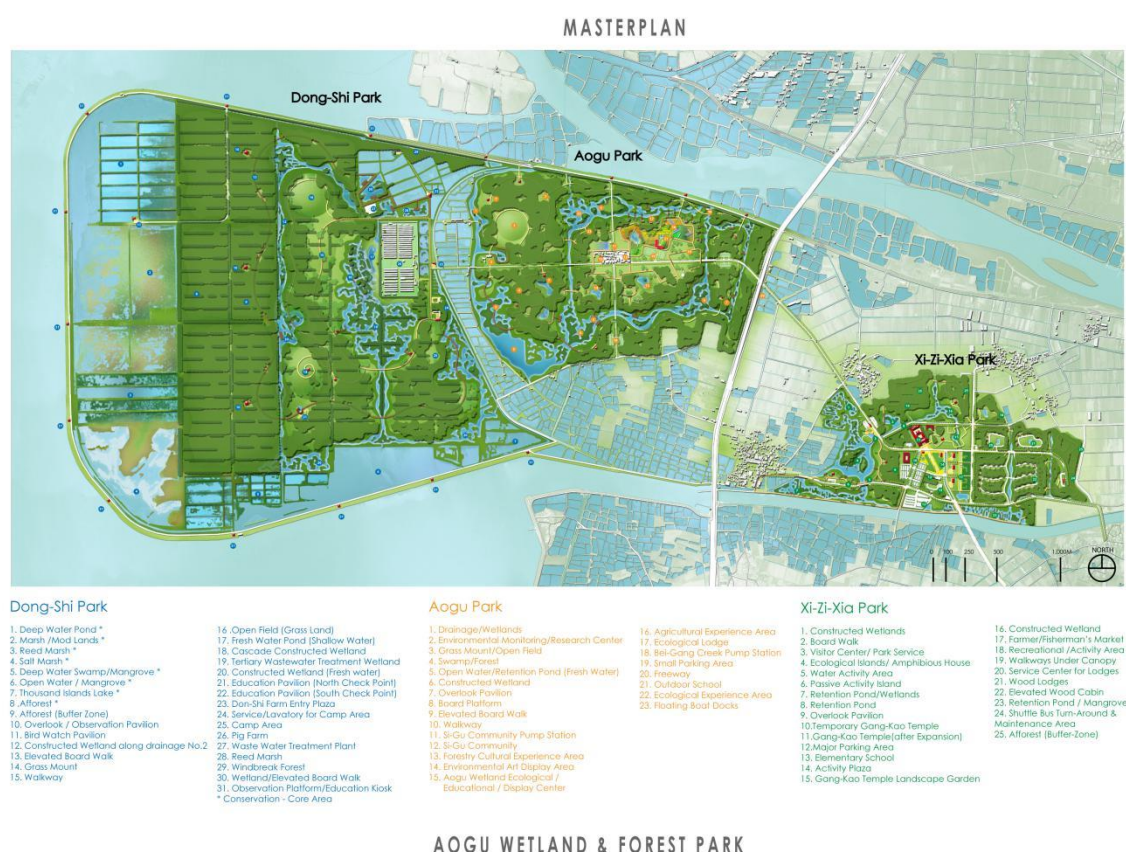 MASTERPLAN
Dong-Shi Park
Aogu Park
Xi-Zi-Xia Park
0 100 250 500 1,000M
NORTH
Dong-Shi Park
1. Deep Water Pond *
2. Marsh /Mod Lands *
3. Reed Marsh *
4. Salt Marsh *
5. Deep Water Swamp/Mangrove *
6. Open Water / Mangrove *
7. Thousand Islands Lake *
8 .Afforest *
9. Afforest (Buffer Zone)
10. Overlook / Observation Pavilion
11. Bird Watch Pavilion
12. Constructed Wetland along drainage No.2
13. Elevated Board Walk
14. Grass Mount
15. Walkway
16 .Open Field (Grass Land)
17. Fresh Water Pond (Shallow Water)
18. Cascade Constructed Wetland
19. Tertiary Wastewater Treatment Wetland
20. Constructed Wetland (Fresh water)
21. Education Pavilion (North Check Point)
22. Education Pavilion (South Check Point)
23. Don-Shi Farm Entry Plaza
24. Service/Lavatory for Camp Area
25. Camp Area
26. Pig Farm
27. Waste Water Treatment Plant
28. Reed Marsh
29. Windbreak Forest
30. Wetland/Elevated Board Walk
31. Observation Platform/Education Kiosk
* Conservation - Core Area
Aogu Park
1. Drainage/Wetlands
2. Environmental Monitoring/Research Center
3. Grass Mount/Open Field
4. Swamp/Forest
5. Open Water/Retention Pond (Fresh Water)
6. Constructed Wetland
7. Overlook Pavilion
8. Board Platform
9. Elevated Board Walk
10. Walkway
11. Si-Gu Community Pump Station
12. Si-Gu Community
13. Forestry Cultural Experience Area
14. Environmental Art Display Area
15. Aogu Wetland Ecological /
Educational / Display Center
16. Agricultural Experience Area
17. Ecological Lodge
18. Bei-Gang Creek Pump Station
19. Small Parking Area
20. Freeway
21. Outdoor School
22. Ecological Experience Area
23. Floating Boat Docks
Xi-Zi-Xia Park
1. Constructed Wetlands
2. Board Walk
3. Visitor Center/ Park Service
4. Ecological Islands/ Amphibious House
5. Water Activity Area
6. Passive Activity Island
7. Retention Pond/Wetlands
8. Retention Pond
9. Overlook Pavilion
10.Temporary Gang-Kao Temple
11.Gang-Kao Temple(after Expansion)
12.Major Parking Area
13. Elementary School
14. Activity Plaza
15. Gang-Kao Temple Landscape Garden
16. Constructed Wetland
17. Farmer/Fisherman's Market
18. Recreational /Activity Area
19. Walkways Under Canopy
20. Service Center for Lodges
21. Wood Lodges
22. Elevated Wood Cabin
23. Retention Pond / Mangrove
24. Shuttle Bus Turn-Around &
Maintenance Area
25. Afforest (Buffer-Zone)
AOGU WETLAND & FOREST PARK